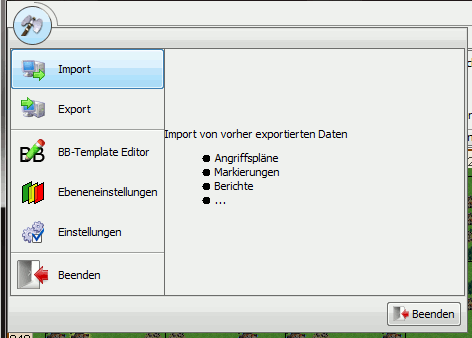 Import
Export
BB-Template Editor
Ebeneneinstellungen
Einstellungen
Beenden
Import von vorher exportierten Daten
Angriffspläne
Markierungen
Berichte
...
Beenden